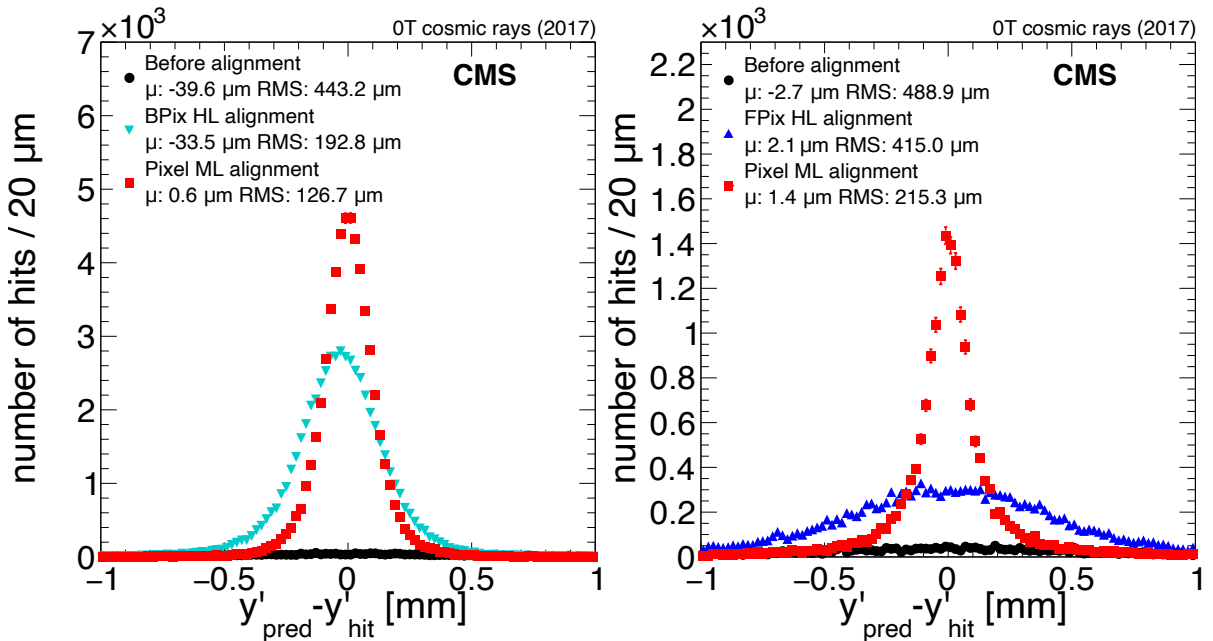 ×10³
0T cosmic rays (2017)
CMS
Before alignment
μ: -39.6 μm RMS: 443.2 μm
BPix HL alignment
μ: -33.5 μm RMS: 192.8 μm
Pixel ML alignment
μ: 0.6 μm RMS: 126.7 μm
number of hits / 20 μm
7
6
5
4
3
2
1
0
−1 −0.5 0 0.5 1
y'pred -y'hit [mm]
×10³
0T cosmic rays (2017)
CMS
Before alignment
μ: -2.7 μm RMS: 488.9 μm
FPix HL alignment
μ: 2.1 μm RMS: 415.0 μm
Pixel ML alignment
μ: 1.4 μm RMS: 215.3 μm
number of hits / 20 μm
2.2
2
1.8
1.6
1.4
1.2
1
0.8
0.6
0.4
0.2
0
−1 −0.5 0 0.5 1
y'pred -y'hit [mm]